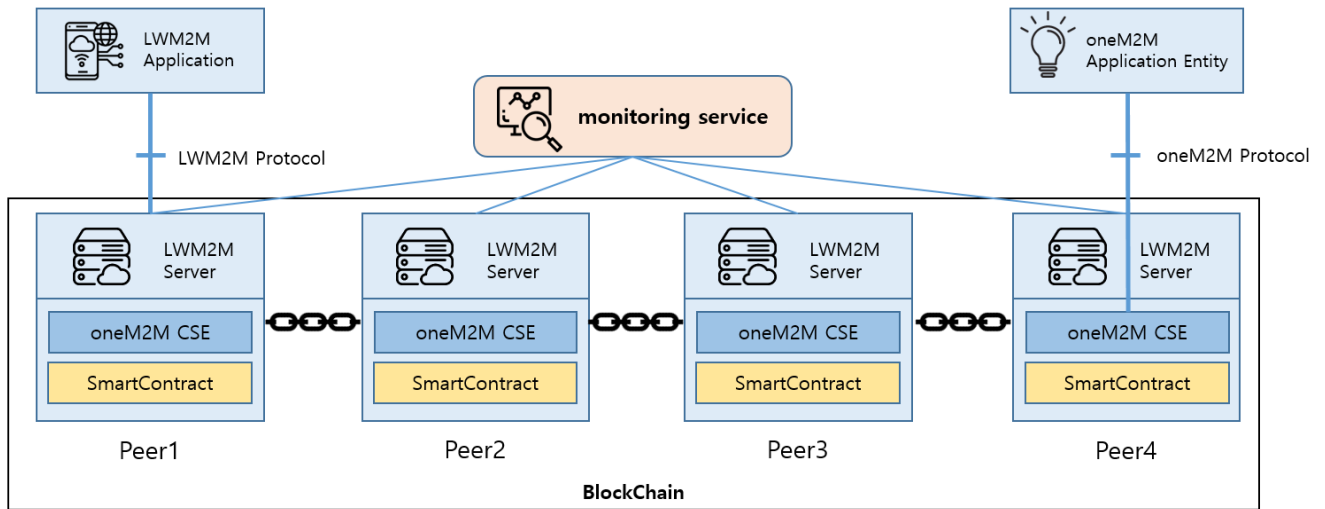 LWM2M
Application
oneM2M
Application Entity
monitoring service
LWM2M Protocol
oneM2M Protocol
LWM2M
Server
LWM2M
Server
LWM2M
Server
LWM2M
Server
oneM2M CSE
oneM2M CSE
oneM2M CSE
oneM2M CSE
SmartContract
SmartContract
SmartContract
SmartContract
Peer1
Peer2
Peer3
Peer4
BlockChain